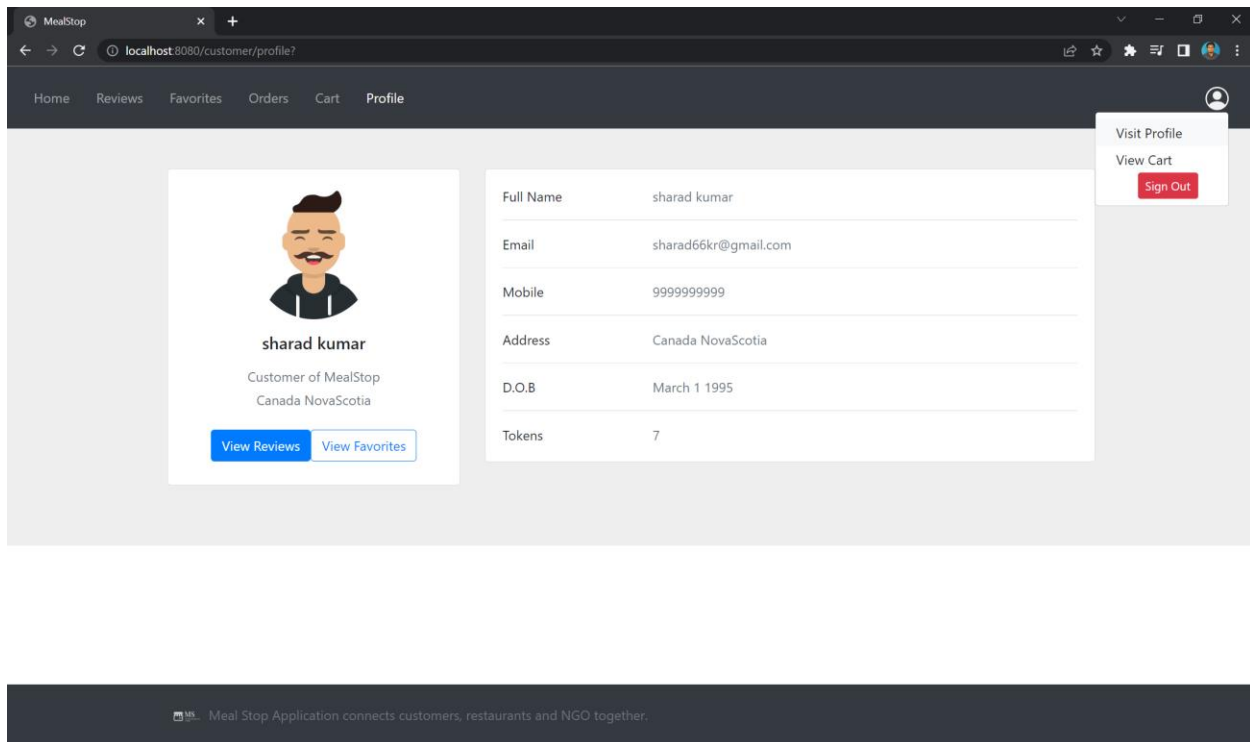 MealStop
localhost:8080/customer/profile?
Home Reviews Favorites Orders Cart Profile
Visit Profile
View Cart
Sign Out
sharad kumar
Customer of MealStop
Canada NovaScotia
View Reviews View Favorites
Full Name sharad kumar
Email sharad66kr@gmail.com
Mobile 9999999999
Address Canada NovaScotia
D.O.B March 1 1995
Tokens 7
Meal Stop Application connects customers, restaurants and NGO together.